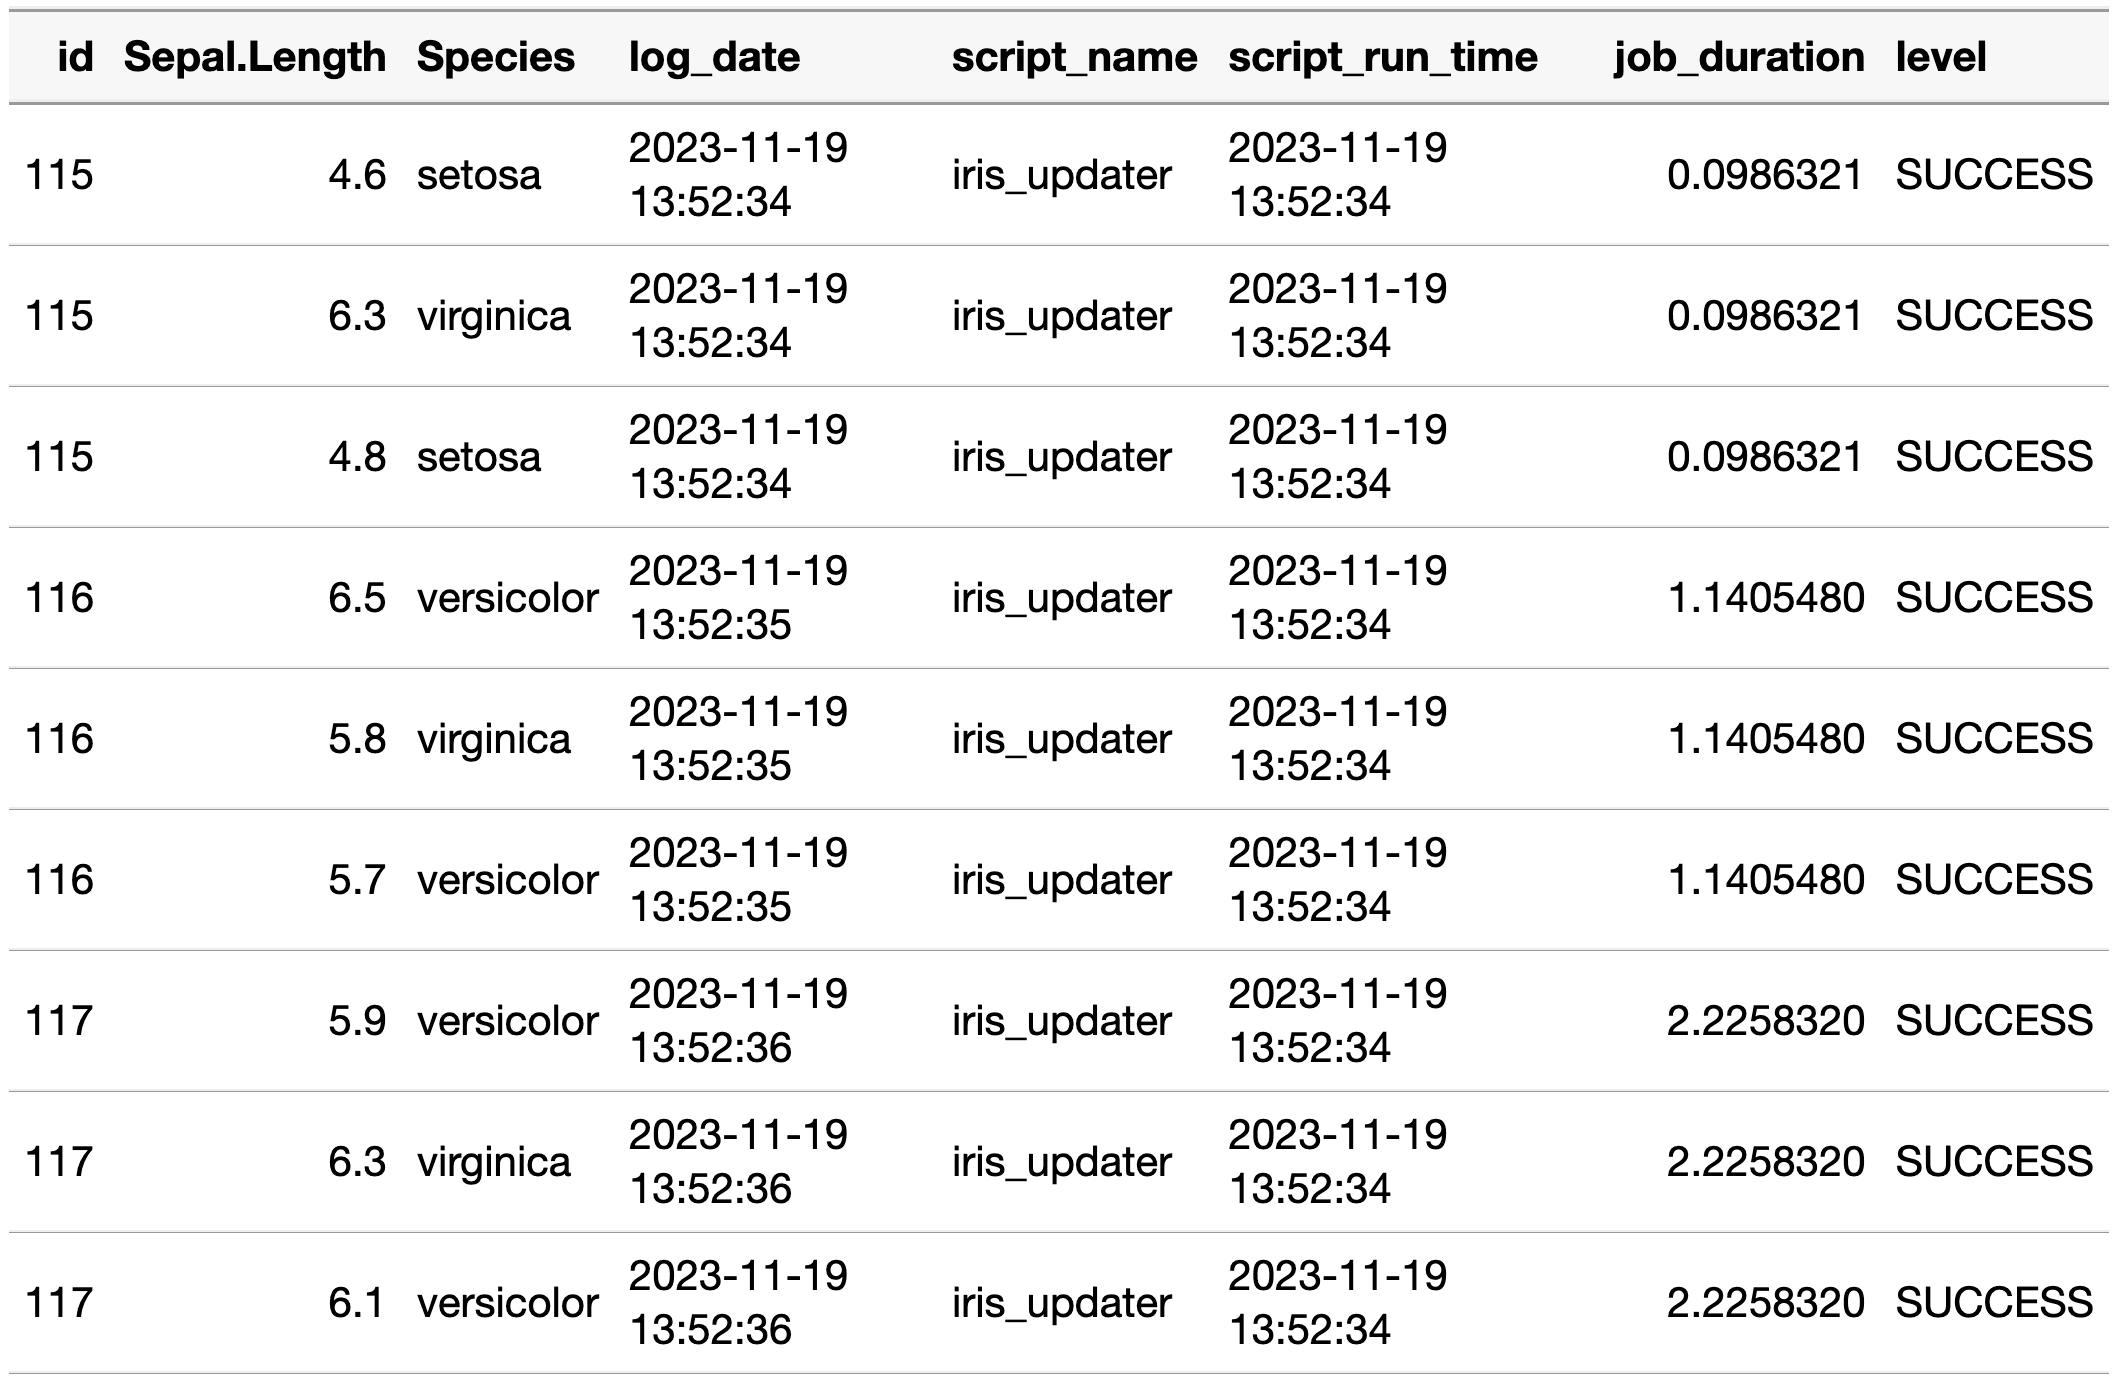 id Sepal.Length Species log_date script_name script_run_time job_duration level
115 4.6 setosa 2023-11-19 13:52:34 iris_updater 2023-11-19 13:52:34 0.0986321 SUCCESS
115 6.3 virginica 2023-11-19 13:52:34 iris_updater 2023-11-19 13:52:34 0.0986321 SUCCESS
115 4.8 setosa 2023-11-19 13:52:34 iris_updater 2023-11-19 13:52:34 0.0986321 SUCCESS
116 6.5 versicolor 2023-11-19 13:52:35 iris_updater 2023-11-19 13:52:34 1.1405480 SUCCESS
116 5.8 virginica 2023-11-19 13:52:35 iris_updater 2023-11-19 13:52:34 1.1405480 SUCCESS
116 5.7 versicolor 2023-11-19 13:52:35 iris_updater 2023-11-19 13:52:34 1.1405480 SUCCESS
117 5.9 versicolor 2023-11-19 13:52:36 iris_updater 2023-11-19 13:52:34 2.2258320 SUCCESS
117 6.3 virginica 2023-11-19 13:52:36 iris_updater 2023-11-19 13:52:34 2.2258320 SUCCESS
117 6.1 versicolor 2023-11-19 13:52:36 iris_updater 2023-11-19 13:52:34 2.2258320 SUCCESS